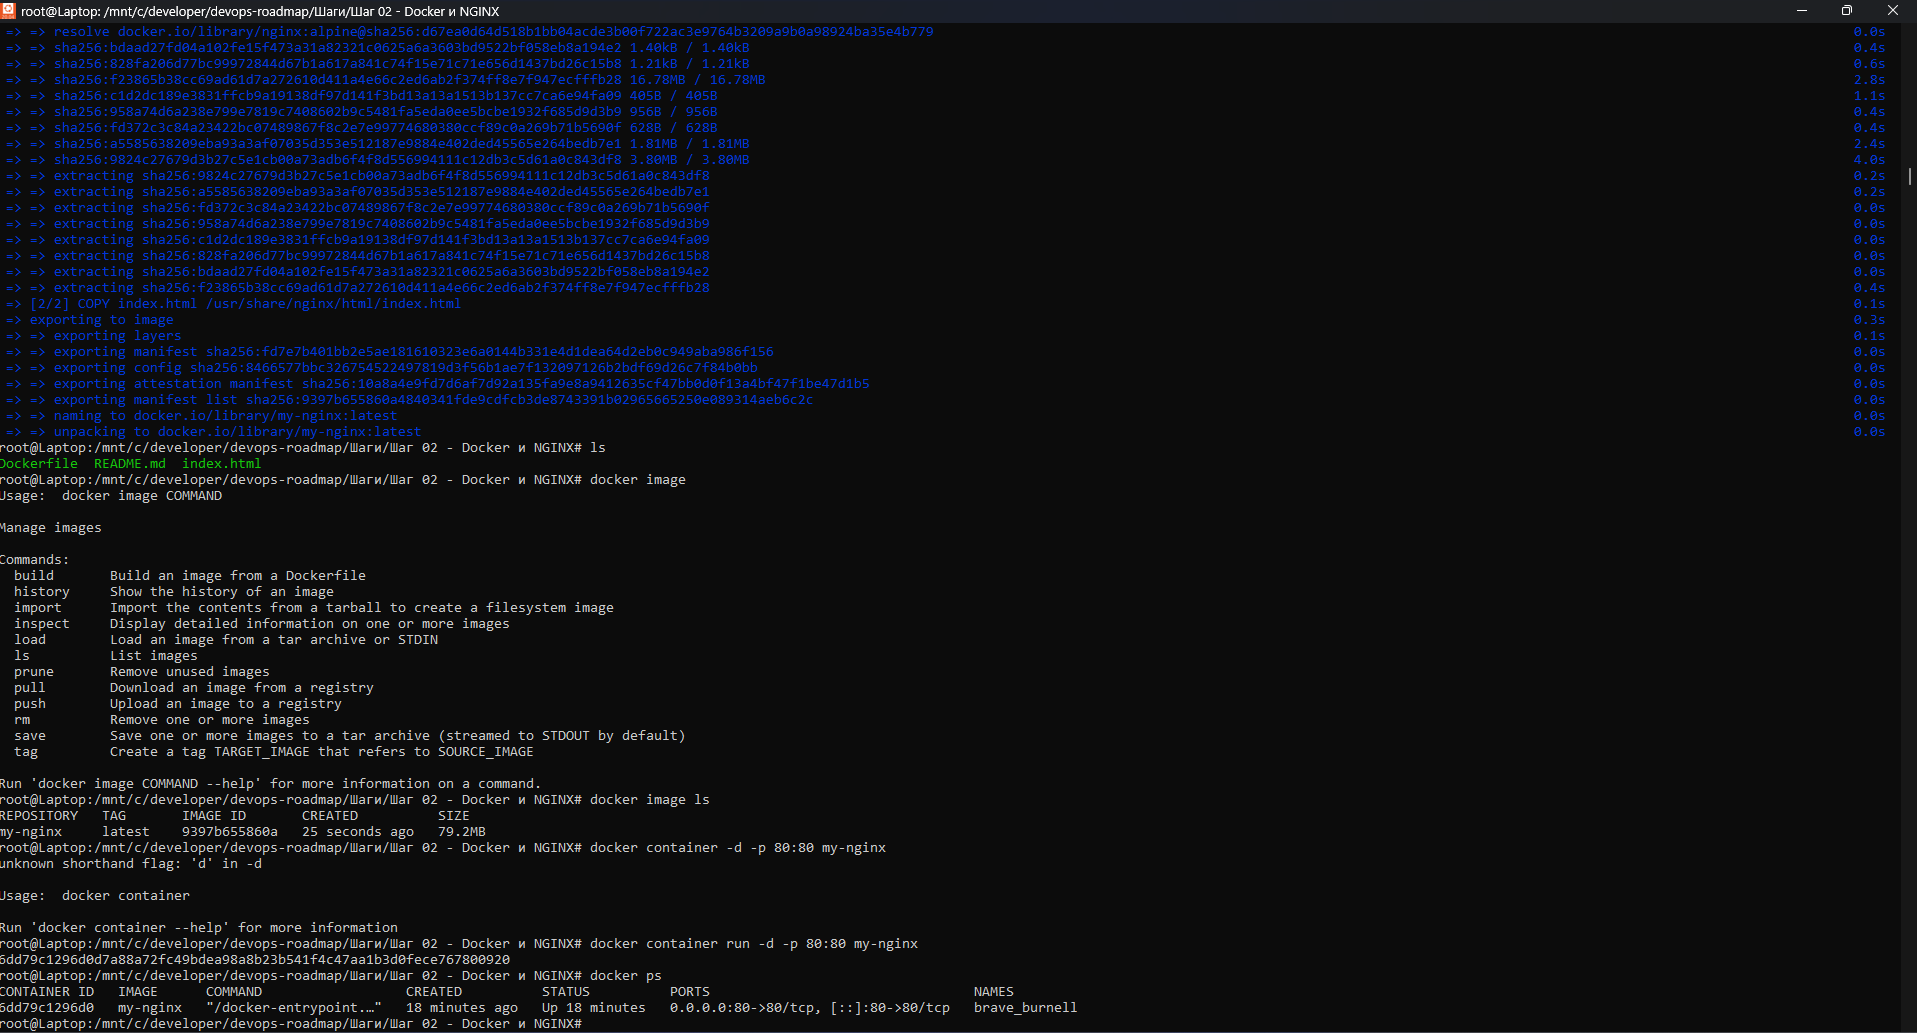 root@Laptop: /mnt/c/developer/devops-roadmap/Шаги/Шаг 02 - Docker и NGINX
=> => resolve docker.io/library/nginx:alpine@sha256:d67ea0d64d518b1bb04acde3b00f722ac3e9764b3209a9b0a98924ba35e4b779 0.0s
=> => sha256:bdaad27fd04a102fe15f473a31a82321c0625a6a3603bd9522bf058eb8a194e2 1.40kB / 1.40kB 0.4s
=> => sha256:828fa206d77bc99972844d67b1a617a841c74f15e71c71e656d1437bd26c15b8 1.21kB / 1.21kB 0.6s
=> => sha256:f23865b38cc69ad61d7a272610d411a4e66c2ed6ab2f374ff8e7f947ecfffb28 16.78MB / 16.78MB 2.8s
=> => sha256:c1d2dc189e3831ffcb9a19138df97d141f3bd13a13a1513b137cc7ca6e94fa09 405B / 405B 1.1s
=> => sha256:958a74d6a238e799e7819c7408602b9c5481fa5eda0ee5bcbe1932f685d9d3b9 956B / 956B 0.4s
=> => sha256:fd372c3c84a23422bc07489867f8c2e7e99774680380ccf89c0a269b71b5690f 628B / 628B 0.4s
=> => sha256:a5585638209eba93a3af07035d353e512187e9884e402ded45565e264bedb7e1 1.81MB / 1.81MB 2.4s
=> => sha256:9824c27679d3b27c5e1cb00a73adb6f4f8d556994111c12db3c5d61a0c843df8 3.80MB / 3.80MB 4.0s
=> => extracting sha256:9824c27679d3b27c5e1cb00a73adb6f4f8d556994111c12db3c5d61a0c843df8 0.2s
=> => extracting sha256:a5585638209eba93a3af07035d353e512187e9884e402ded45565e264bedb7e1 0.2s
=> => extracting sha256:fd372c3c84a23422bc07489867f8c2e7e99774680380ccf89c0a269b71b5690f 0.0s
=> => extracting sha256:958a74d6a238e799e7819c7408602b9c5481fa5eda0ee5bcbe1932f685d9d3b9 0.0s
=> => extracting sha256:c1d2dc189e3831ffcb9a19138df97d141f3bd13a13a1513b137cc7ca6e94fa09 0.0s
=> => extracting sha256:828fa206d77bc99972844d67b1a617a841c74f15e71c71e656d1437bd26c15b8 0.0s
=> => extracting sha256:bdaad27fd04a102fe15f473a31a82321c0625a6a3603bd9522bf058eb8a194e2 0.0s
=> => extracting sha256:f23865b38cc69ad61d7a272610d411a4e66c2ed6ab2f374ff8e7f947ecfffb28 0.4s
=> [2/2] COPY index.html /usr/share/nginx/html/index.html 0.1s
=> exporting to image 0.3s
=> => exporting layers 0.1s
=> => exporting manifest sha256:fd7e7b401bb2e5ae181610323e6a0144b331e4d1dea64d2eb0c949aba986f156 0.0s
=> => exporting config sha256:8466577bbc326754522497819d3f56b1ae7f132097126b2bdf69d26c7f84b0bb 0.0s
=> => exporting attestation manifest sha256:10a8a4e9fd7d6af7d92a135fa9e8a9412635cf47bb0d0f13a4bf47f1be47d1b5 0.0s
=> => exporting manifest list sha256:9397b655860a4840341fde9cdfcb3de8743391b02965665250e089314aeb6c2c 0.0s
=> => naming to docker.io/library/my-nginx:latest 0.0s
=> => unpacking to docker.io/library/my-nginx:latest 0.0s
root@Laptop:/mnt/c/developer/devops-roadmap/Шаги/Шаг 02 - Docker и NGINX# ls
Dockerfile README.md index.html
root@Laptop:/mnt/c/developer/devops-roadmap/Шаги/Шаг 02 - Docker и NGINX# docker image
Usage: docker image COMMAND
Manage images
Commands:
build Build an image from a Dockerfile
history Show the history of an image
import Import the contents from a tarball to create a filesystem image
inspect Display detailed information on one or more images
load Load an image from a tar archive or STDIN
ls List images
prune Remove unused images
pull Download an image from a registry
push Upload an image to a registry
rm Remove one or more images
save Save one or more images to a tar archive (streamed to STDOUT by default)
tag Create a tag TARGET_IMAGE that refers to SOURCE_IMAGE
Run 'docker image COMMAND --help' for more information on a command.
root@Laptop:/mnt/c/developer/devops-roadmap/Шаги/Шаг 02 - Docker и NGINX# docker image ls
REPOSITORY TAG IMAGE ID CREATED SIZE
my-nginx latest 9397b655860a 25 seconds ago 79.2MB
root@Laptop:/mnt/c/developer/devops-roadmap/Шаги/Шаг 02 - Docker и NGINX# docker container -d -p 80:80 my-nginx
unknown shorthand flag: 'd' in -d
Usage: docker container
Run 'docker container --help' for more information
root@Laptop:/mnt/c/developer/devops-roadmap/Шаги/Шаг 02 - Docker и NGINX# docker container run -d -p 80:80 my-nginx
6dd79c1296d0d7a88a72fc49bdea98a8b23b541f4c47aa1b3d0fece767800920
root@Laptop:/mnt/c/developer/devops-roadmap/Шаги/Шаг 02 - Docker и NGINX# docker ps
CONTAINER ID IMAGE COMMAND CREATED STATUS PORTS NAMES
6dd79c1296d0 my-nginx "/docker-entrypoint.…" 18 minutes ago Up 18 minutes 0.0.0.0:80->80/tcp, [::]:80->80/tcp brave_burnell
root@Laptop:/mnt/c/developer/devops-roadmap/Шаги/Шаг 02 - Docker и NGINX#